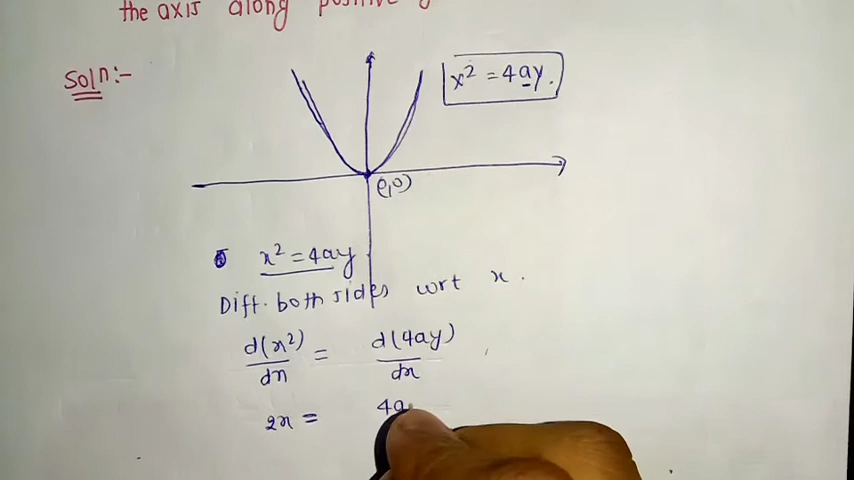 the axis along positive y
Soln:-
x² = 4ay.
(0,0)
x² = 4ay
Diff. both sides wrt x.
d(x²)/dx = d(4ay)/dx
2x = 4a